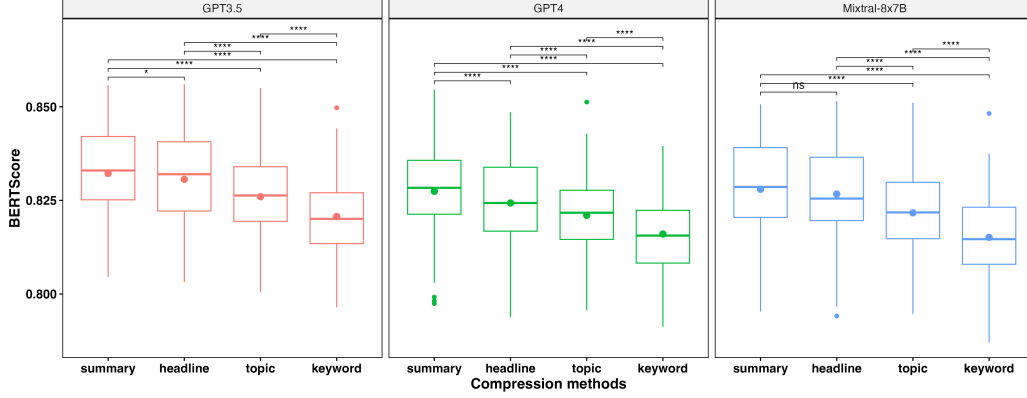 GPT3.5
GPT4
Mixtral-8x7B
****
****
****
****
****
*
****
****
****
****
****
****
****
****
****
****
****
ns
BERTScore
0.850
0.825
0.800
summary headline topic keyword
summary headline topic keyword
summary headline topic keyword
Compression methods